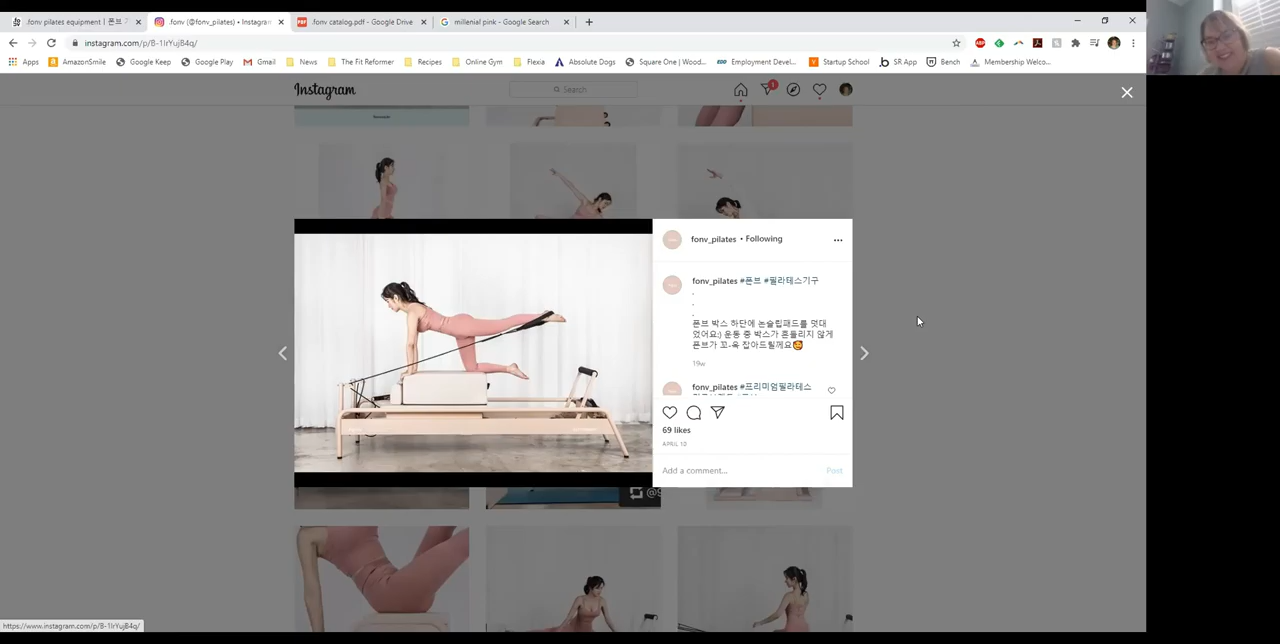 .fonv pilates equipment | 폰브 
.fonv (@fonv_pilates) • Instagram
.fonv catalog.pdf - Google Drive
millenial pink - Google Search
instagram.com/p/B-1IrYujB4q/
Apps
AmazonSmile
Google Keep
Google Play
Gmail
News
The Fit Reformer
Recipes
Online Gym
Flexia
Absolute Dogs
Square One | Wood...
Employment Devel...
Startup School
SR App
Bench
Membership Welco...
Instagram
Search
1
fonv_pilates • Following
fonv_pilates #폰브 #필라테스기구
.
.
.
폰브 박스 하단에 논슬립패드를 덧대
었어요:) 운동 중 박스가 흔들리지 않게
폰브가 꼬-옥 잡아드릴께요🥰
19w
fonv_pilates #프리미엄필라테스
69 likes
APRIL 10
Add a comment...
Post
https://www.instagram.com/p/B-1IrYujB4q/